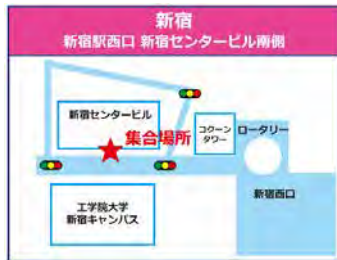 新宿
新宿駅西口 新宿センタービル南側
新宿センタービル
集合場所
コクーン
タワー
ロータリー
新宿西口
工学院大学
新宿キャンパス